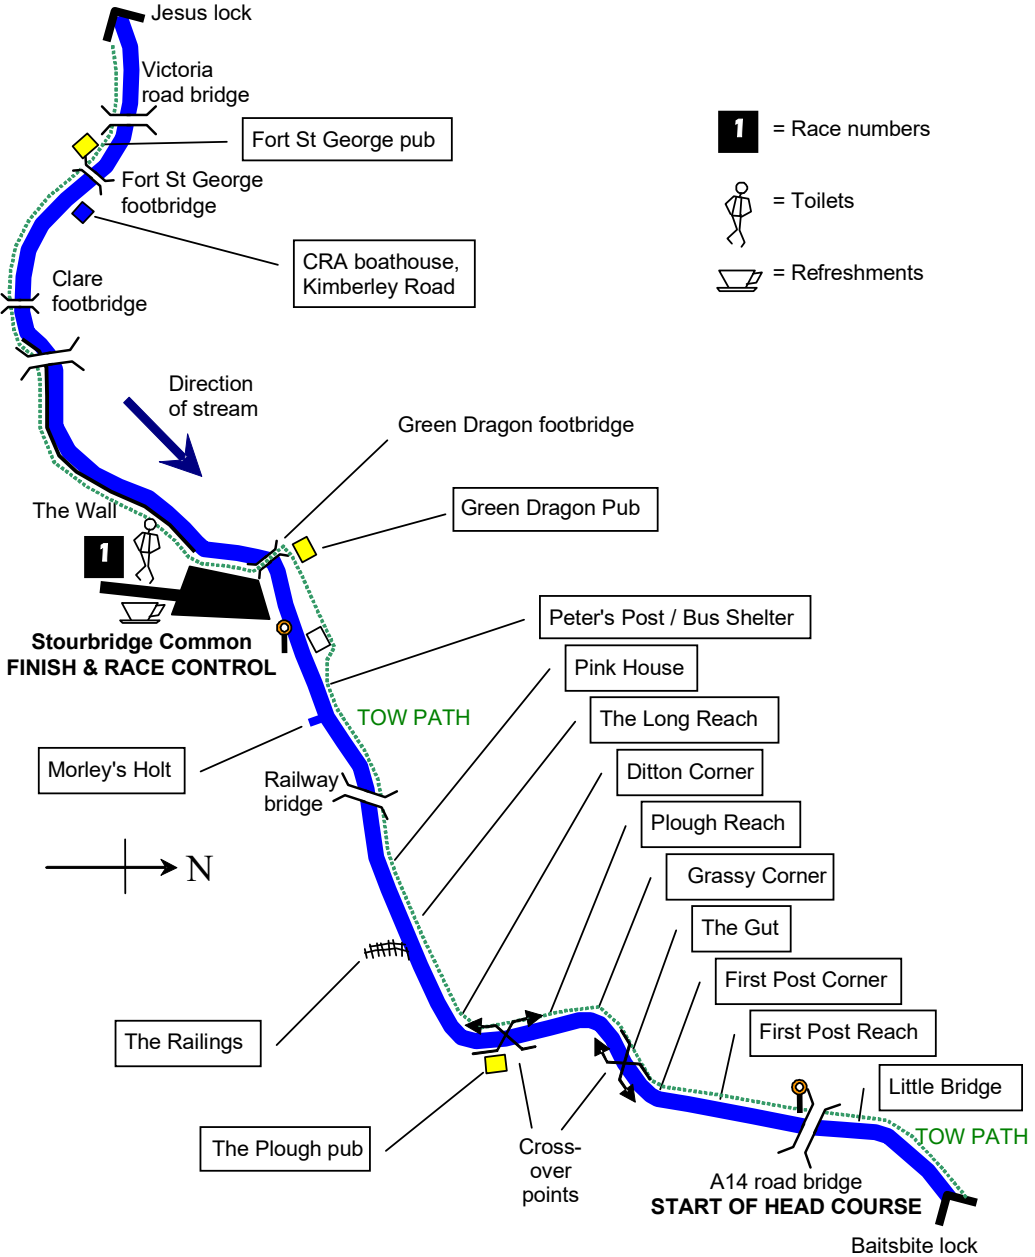 Jesus lock
Victoria
road bridge
Fort St George pub
1
= Race numbers
Fort St George
footbridge
= Toilets
CRA boathouse,
Kimberley Road
= Refreshments
Clare
footbridge
Direction
of stream
Green Dragon footbridge
Green Dragon Pub
The Wall
1
Stourbridge Common
FINISH & RACE CONTROL
Peter's Post / Bus Shelter
Pink House
TOW PATH
The Long Reach
Morley's Holt
Railway
bridge
Ditton Corner
Plough Reach
N
Grassy Corner
The Gut
First Post Corner
The Railings
First Post Reach
Little Bridge
The Plough pub
Cross-
over
points
TOW PATH
A14 road bridge
START OF HEAD COURSE
Baitsbite lock